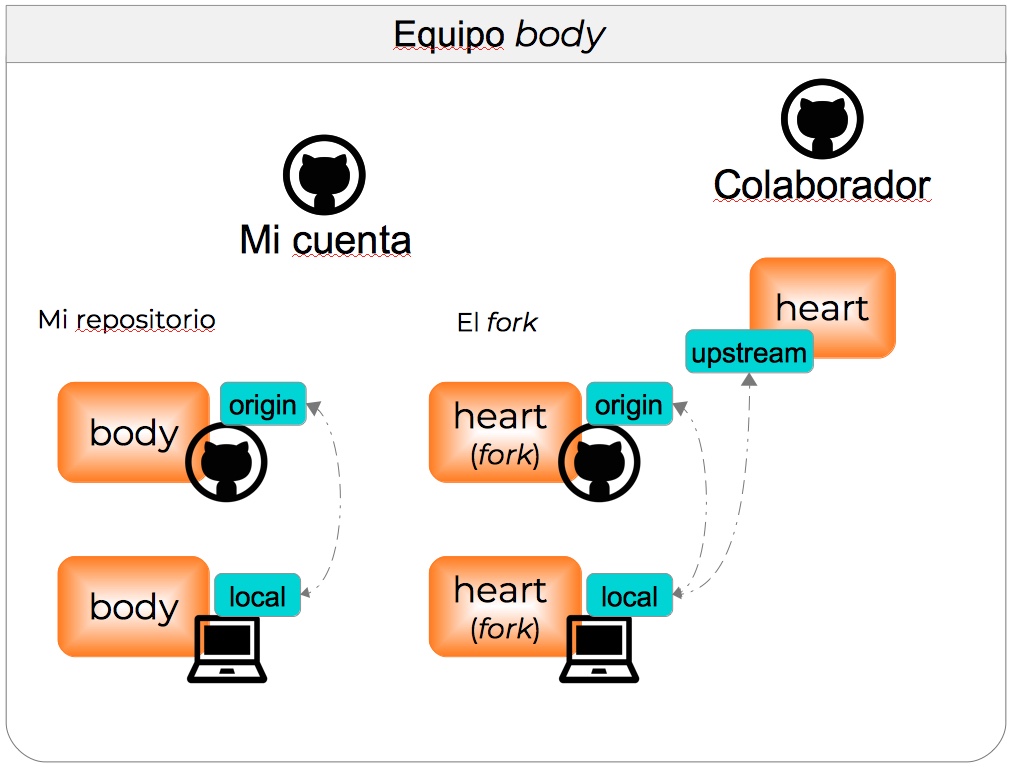 Equipo body
Colaborador
Mi cuenta
heart
upstream
Mi repositorio
El fork
body
origin
heart
(fork)
origin
body
local
heart
(fork)
local